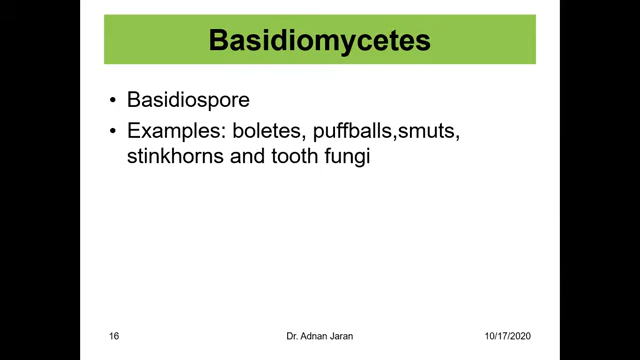 Basidiomycetes
• Basidiospore
• Examples: boletes, puffballs,smuts,
stinkhorns and tooth fungi
16 Dr. Adnan Jaran 10/17/2020